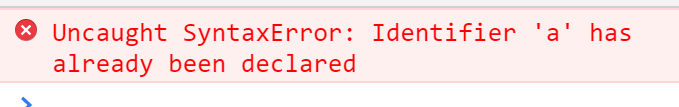 Uncaught SyntaxError: Identifier 'a' has
already been declared